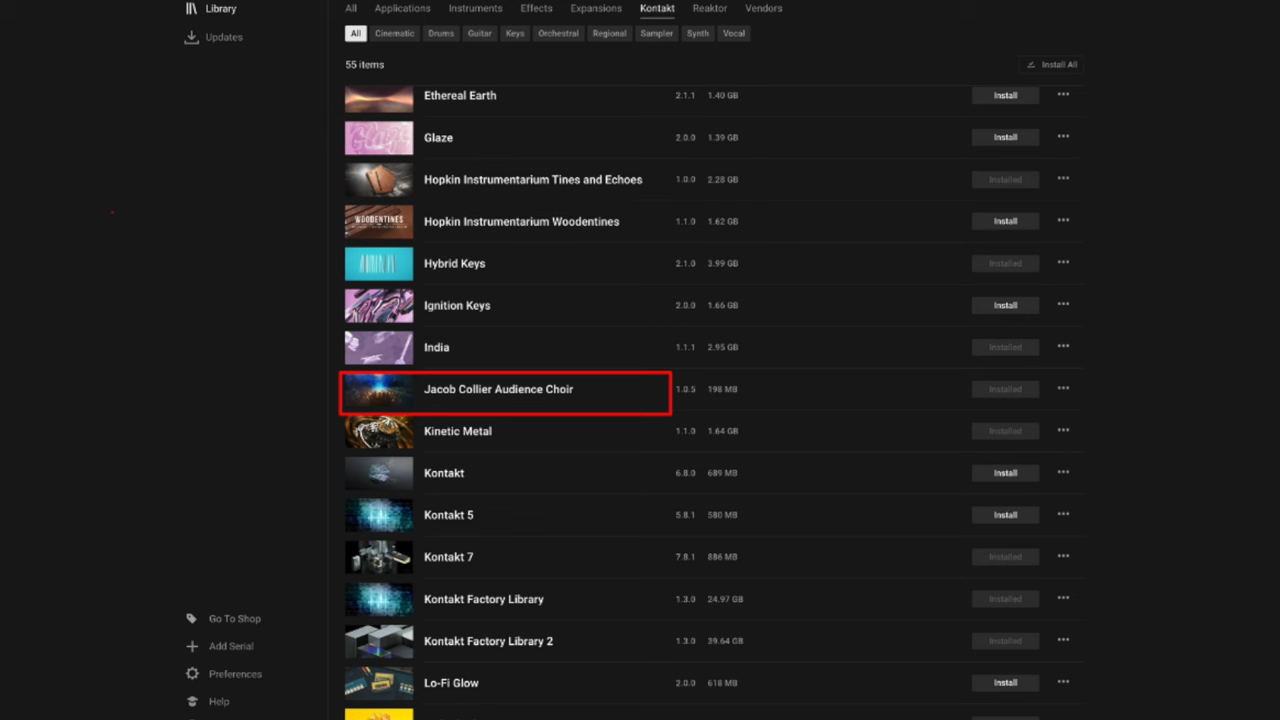 Library
Updates
All Applications Instruments Effects Expansions Kontakt Reaktor Vendors
All Cinematic Drums Guitar Keys Orchestral Regional Sampler Synth Vocal
55 items
Install All
Ethereal Earth 2.1.1 1.40 GB Install
Glaze 2.0.0 1.39 GB Install
Hopkin Instrumentarium Tines and Echoes 1.0.0 2.28 GB Installed
WOODENTINES
Hopkin Instrumentarium Woodentines 1.1.0 1.62 GB Install
Hybrid Keys 2.1.0 3.99 GB Installed
Ignition Keys 2.0.0 1.66 GB Install
India 1.1.1 2.95 GB Installed
Jacob Collier Audience Choir 1.0.5 198 MB Installed
Kinetic Metal 1.1.0 1.64 GB Installed
Kontakt 6.8.0 689 MB Install
Kontakt 5 5.8.1 580 MB Install
Kontakt 7 7.8.1 886 MB Installed
Kontakt Factory Library 1.3.0 24.97 GB Installed
Kontakt Factory Library 2 1.3.0 39.64 GB Installed
Lo-Fi Glow 2.0.0 618 MB Install
Go To Shop
Add Serial
Preferences
Help